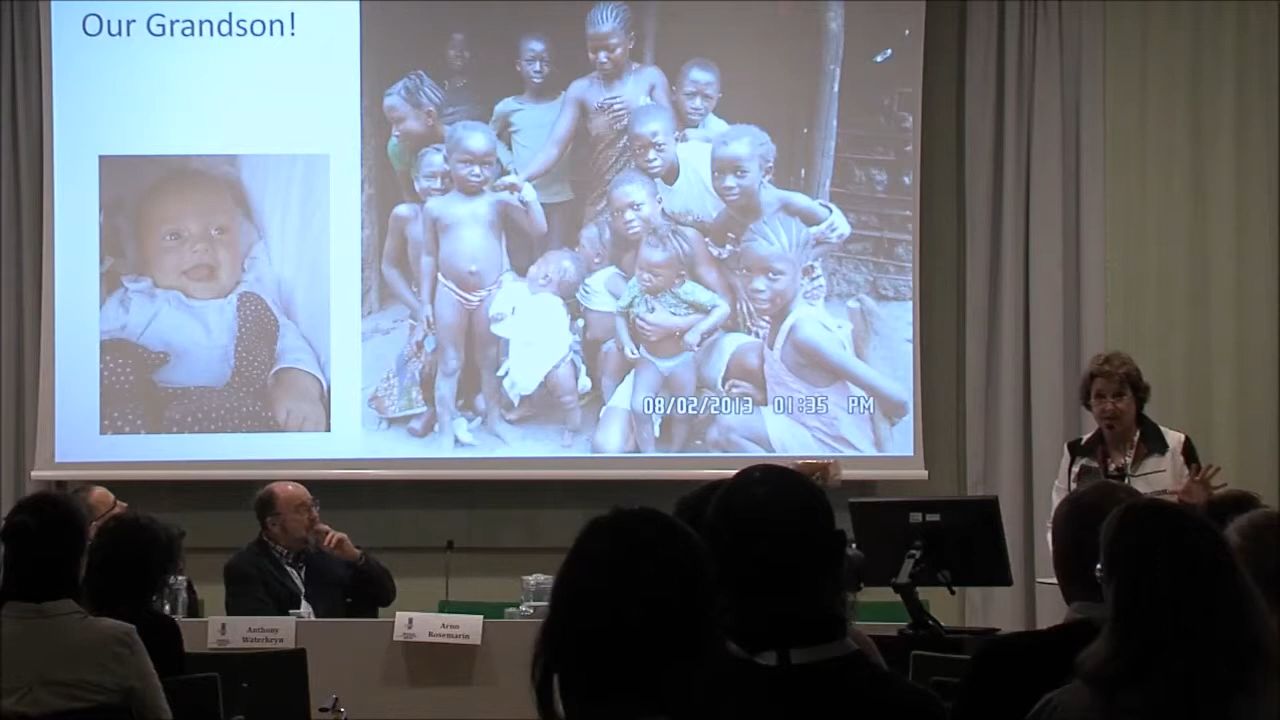 Our Grandson!
08/02/2013 01:35 PM
Anthony
Waterkeyn
Arno
Rosemarin